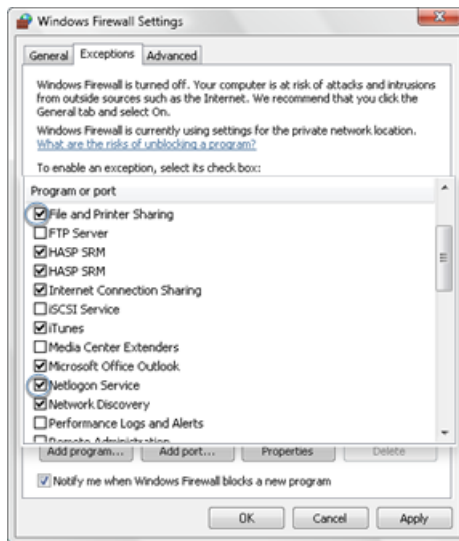 Windows Firewall Settings
General Exceptions Advanced
Windows Firewall is turned off. Your computer is at risk of attacks and intrusions
from outside sources such as the Internet. We recommend that you click the
General tab and select On.
Windows Firewall is currently using settings for the private network location.
What are the risks of unblocking a program?
To enable an exception, select its check box:
Program or port
File and Printer Sharing
FTP Server
HASP SRM
HASP SRM
Internet Connection Sharing
iSCSI Service
iTunes
Media Center Extenders
Microsoft Office Outlook
Netlogon Service
Network Discovery
Performance Logs and Alerts
Remote Administration
Add program... Add port... Properties Delete
Notify me when Windows Firewall blocks a new program
OK Cancel Apply